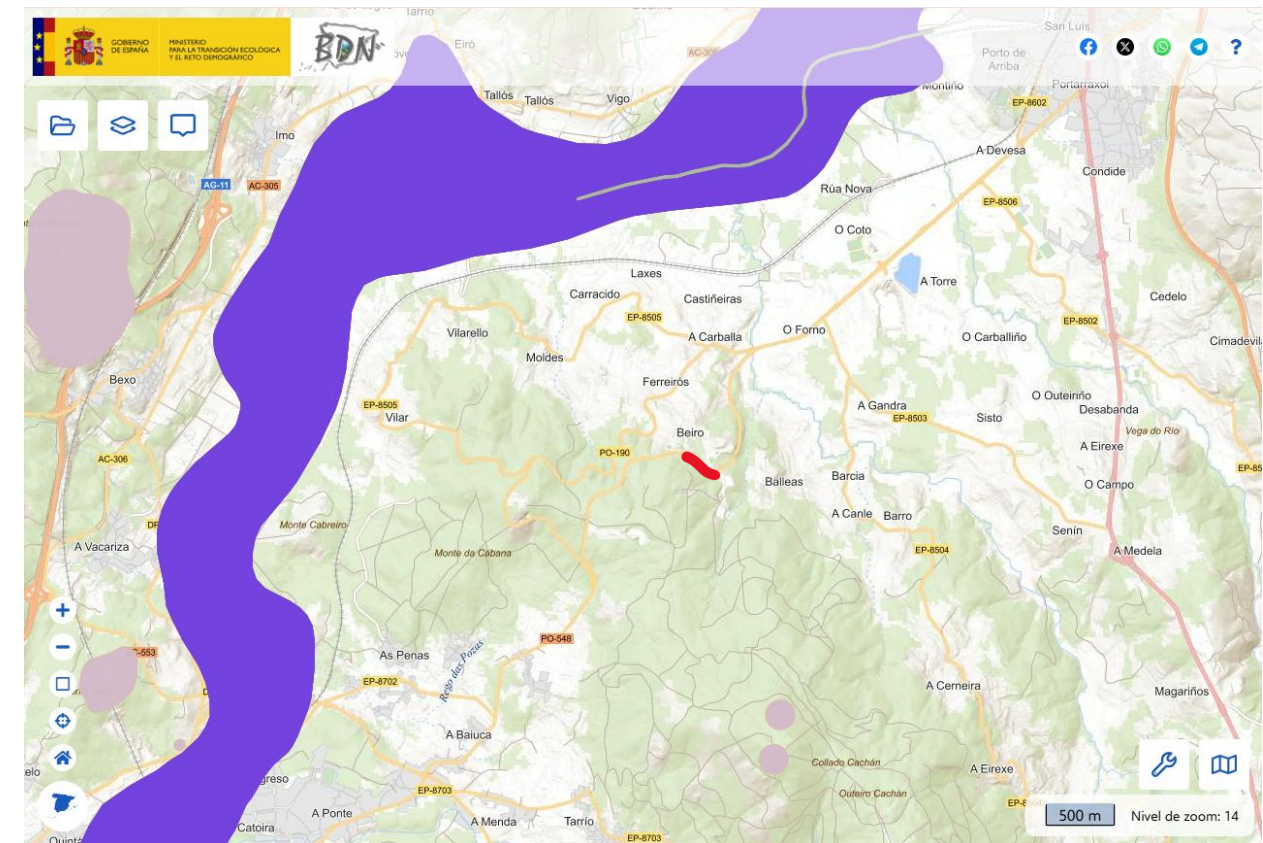 Tarrío
San Luís
GOBIERNO
DE ESPAÑA
MINISTERIO
PARA LA TRANSICIÓN ECOLÓGICA
Y EL RETO DEMOGRÁFICO
BDN
Eiró
AC-305
Porto de
Arriba
?
Montiño
Portarraxoi
Tallós
Tallós
Vigo
EP-8602
Imo
A Devesa
Condide
AG-11
AC-305
Rúa Nova
EP-8506
O Coto
Laxes
A Torre
Carracido
Castiñeiras
Cedelo
EP-8505
EP-8502
Vilarello
A Carballa
O Forno
O Carballiño
Cimadevil
Moldes
Bexo
Ferreirós
O Outeiriño
EP-8505
Vilar
A Gandra
EP-8503
Sisto
Desabanda
Beiro
Vega do Río
A Eirexe
AC-306
PO-190
EP-85
Balleas
Barcia
O Campo
A Canle
Barro
Monte Cabreiro
Senín
A Vacariza
Monte da Cabana
EP-8504
A Medela
+
−
PO-548
As Penas
Rego das Pozas
EP-8702
A Cerneira
Magariños
A Baiuca
Collado Cachán
A Eirexe
EP-8703
Outeiro Cachán
A Ponte
Catoira
A Menda
Tarrío
EP-8703
500 m
Nivel de zoom: 14